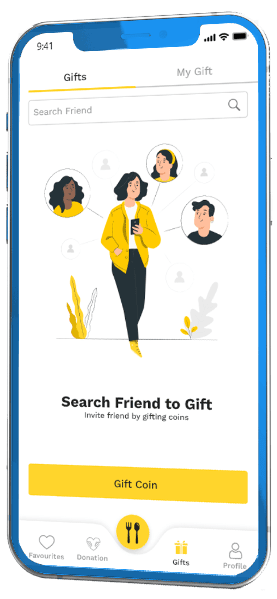 9:41
Gifts
My Gift
Search Friend
Search Friend to Gift
Invite friend by gifting coins
Gift Coin
Favourites
Donation
Gifts
Profile